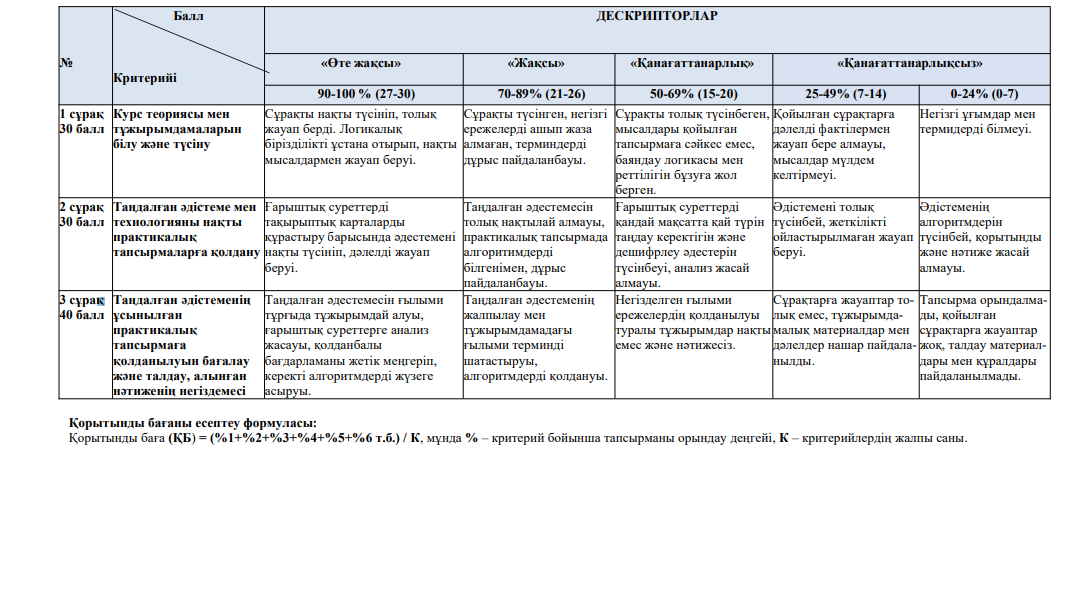 Балл
ДЕСКРИПТОРЛАР
№
Критерийі
«Өте жақсы»
«Жақсы»
«Қанағаттанарлық»
«Қанағаттанарлықсыз»
90-100 % (27-30)
70-89% (21-26)
50-69% (15-20)
25-49% (7-14)
0-24% (0-7)
1 сұрақ
30 балл
Курс теориясы мен
тұжырымдамаларын
білу және түсіну
Сұрақты нақты түсініп, толық
жауап берді. Логикалық
бірізділікті ұстана отырып, нақты
мысалдармен жауап беруі.
Сұрақты түсінген, негізгі
ережелерді ашып жаза
алмаған, терминдерді
дұрыс пайдаланбауы.
Сұрақты толық түсінбеген,
мысалдары қойылған
тапсырмаға сәйкес емес,
баяндау логикасы мен
реттілігін бұзуға жол
берген.
Қойылған сұрақтарға
дәлелді фактілермен
жауап бере алмауы,
мысалдар мүлдем
келтірмеуі.
Негізгі ұғымдар мен
термидерді білмеуі.
2 сұрақ
30 балл
Таңдалған әдістеме мен
технологияны нақты
практикалық
тапсырмаларға қолдану
Ғарыштық суреттерді
тақырыптық карталарды
құрастыру барысында әдестемені
нақты түсініп, дәлелді жауап
беруі.
Таңдалған әдестемесін
толық нақтылай алмауы,
практикалық тапсырмада
алгоритимдерді
білгенімен, дұрыс
пайдаланбауы.
Ғарыштық суреттерді
қандай мақсатта қай түрін
таңдау керектігін және
дешифрлеу әдестерін
түсінбеуі, анализ жасай
алмауы.
Әдістемені толық
түсінбей, жеткілікті
ойластырылмаған жауап
беруі.
Әдістеменің
алгоритмдерін
түсінбей, қорытынды
және нәтиже жасай
алмауы.
3 сұрақ
40 балл
Таңдалған әдістеменің
ұсынылған
практикалық
тапсырмаға
қолданылуын бағалау
және талдау, алынған
нәтиженің негіздемесі
Таңдалған әдестемесін ғылыми
тұрғыда тұжырымдай алуы,
ғарыштық суреттерге анализ
жасауы, қолданбалы
бағдарламаны жетік меңгеріп,
керекті алгоритмдерді жүзеге
асыруы.
Таңдалған әдестеменің
жалпылау мен
тұжырымдамадағы
ғылыми терминді
шатастыруы,
алгоритмдерді қолдануы.
Негізделген ғылыми
ережелердің қолданылуы
туралы тұжырымдар нақты
емес және нәтижесіз.
Сұрақтарға жауаптар то-
лық емес, тұжырымда-
малық материалдар мен
дәлелдер нашар пайдала-
нылды.
Тапсырма орындалма-
ды, қойылған
сұрақтарға жауаптар
жоқ, талдау материал-
дары мен құралдары
пайдаланылмады.
Қорытынды бағаны есептеу формуласы:
Қорытынды баға (ҚБ) = (%1+%2+%3+%4+%5+%6 т.б.) / К, мұнда % – критерий бойынша тапсырманы орындау деңгейі, К – критерийлердің жалпы саны.